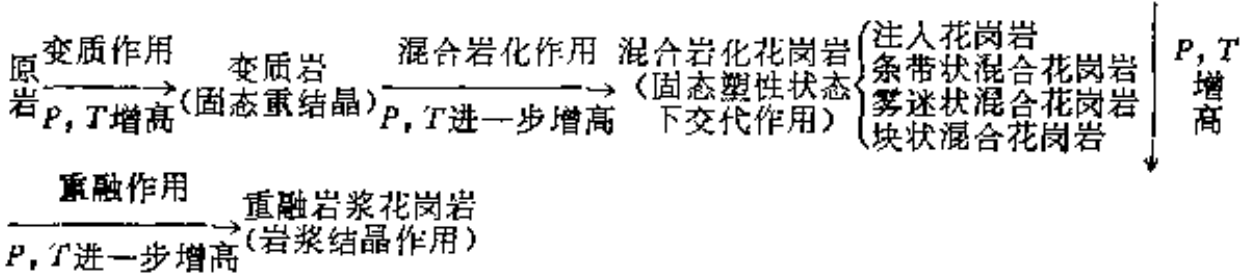 原岩 变质作用 P，T增高 变质岩 (固态重结晶) 混合岩化作用 P，T进一步增高 混合岩化花岗岩 (固态塑性状态下交代作用)
注入花岗岩
条带状混合花岗岩
雾迷状混合花岗岩
块状混合花岗岩
P，T增高
重融作用
P，T进一步增高
重融岩浆花岗岩
(岩浆结晶作用)